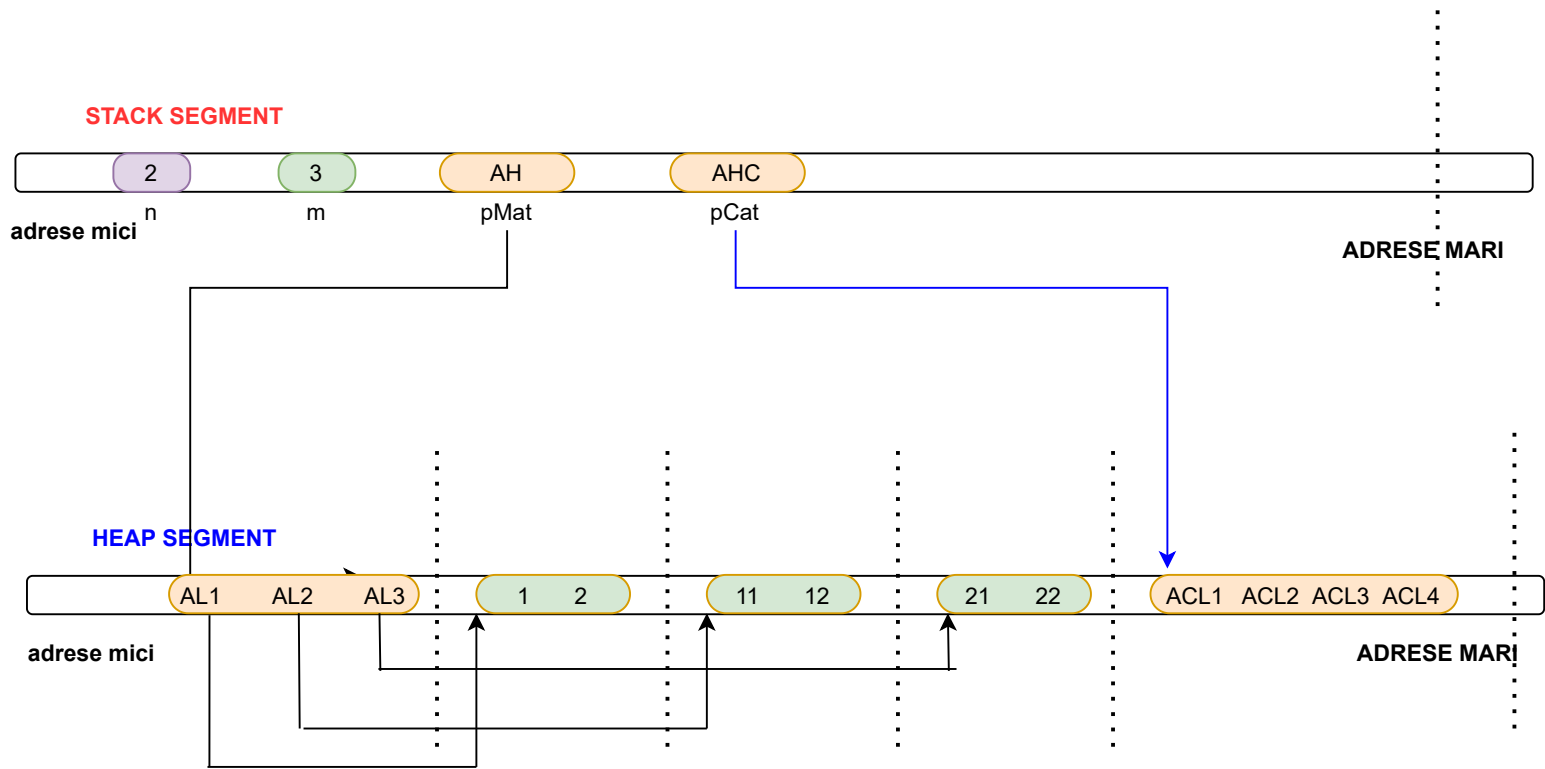 STACK SEGMENT
2 3 AH AHC
n m pMat pCat
adrese mici
ADRESE MARI
HEAP SEGMENT
AL1 AL2 AL3 1 2 11 12 21 22 ACL1 ACL2 ACL3 ACL4
adrese mici ADRESE MARI